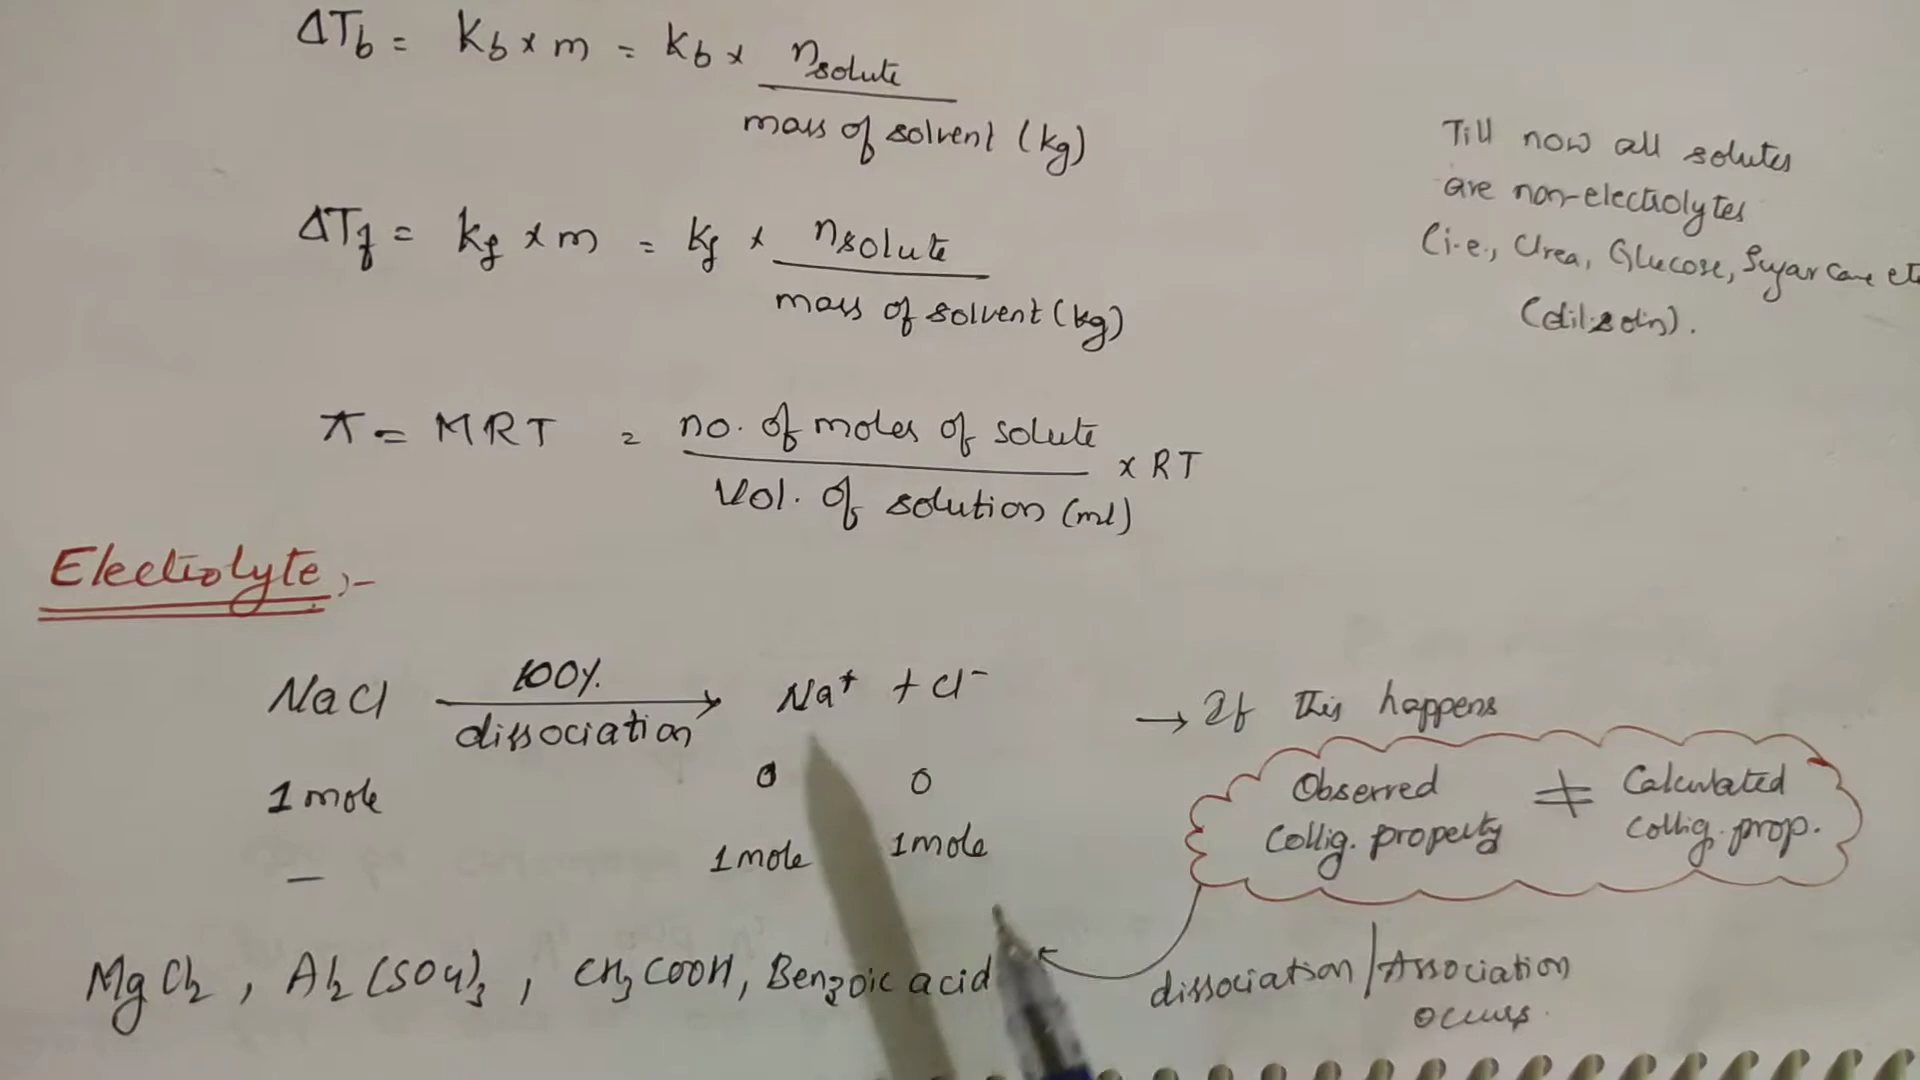 ΔTb = Kb x m = Kb x nsolute / mass of solvent (kg)
Till now all solutes
are non-electrolytes
(i.e., Urea, Glucose, Sugar cane etc
(dil. soln).
ΔTf = Kf x m = Kf x nsolute / mass of solvent (kg)
π = MRT = no. of moles of solute / Vol. of solution (ml) x RT
Electrolyte :-
NaCl 100% dissociation → Na⁺ + Cl⁻
1 mole 0 0
— 1 mole 1 mole
→ If this happens
Observed Collig. property ≠ Calculated Collig. prop.
MgCl₂, Al₂(SO₄)₃, CH₃COOH, Benzoic acid
dissociation / Association
occurs.